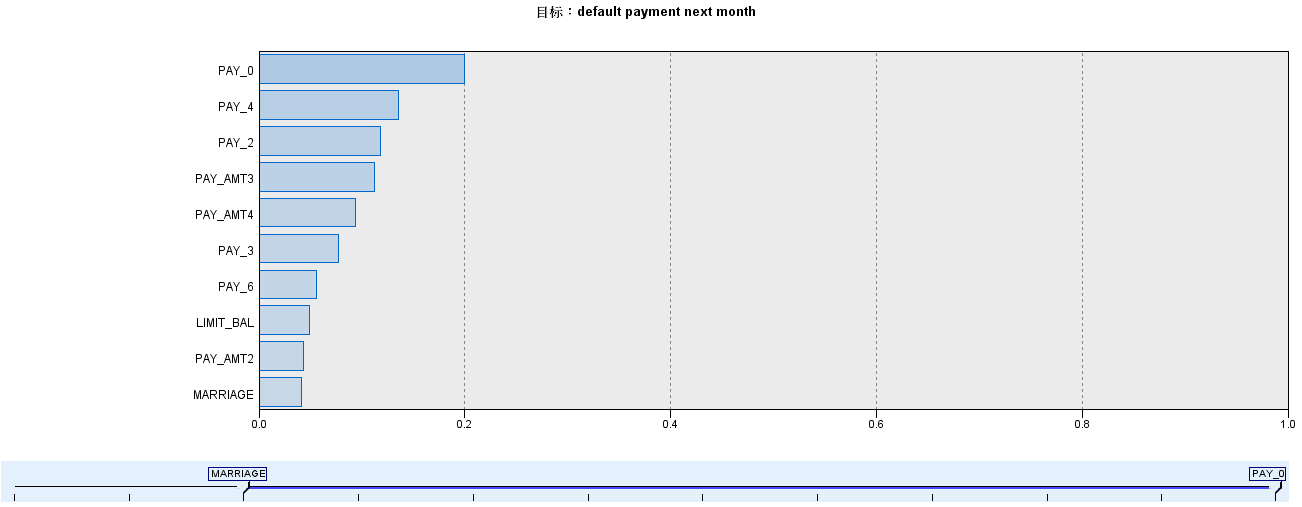 目标：default payment next month
PAY_0
PAY_4
PAY_2
PAY_AMT3
PAY_AMT4
PAY_3
PAY_6
LIMIT_BAL
PAY_AMT2
MARRIAGE
0.0 0.2 0.4 0.6 0.8 1.0
MARRIAGE PAY_0